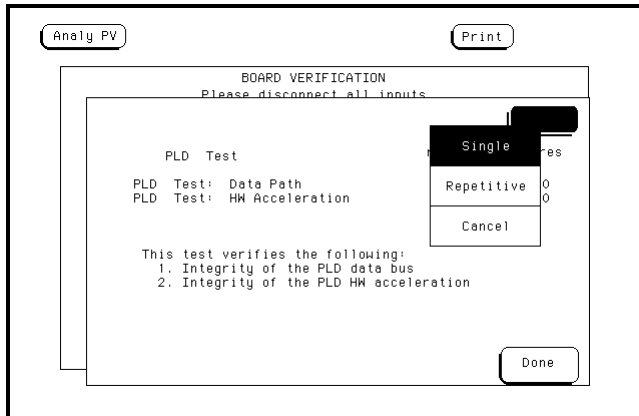 Analy PV
Print
BOARD VERIFICATION
Please disconnect all inputs
PLD Test
Single
PLD Test: Data Path
Repetitive
0
PLD Test: HW Acceleration
0
Cancel
This test verifies the following:
1. Integrity of the PLD data bus
2. Integrity of the PLD HW acceleration
Done